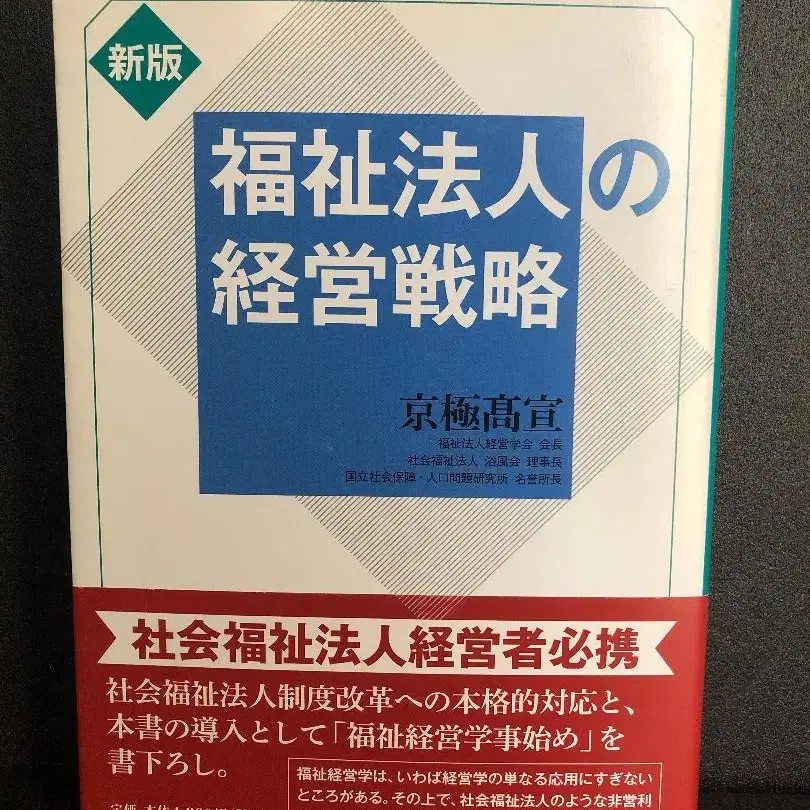 新版
福祉法人の
経営戦略
京極髙宣
福祉法人経営学会 会長
社会福祉法人 浴風会 理事長
国立社会保障・人口問題研究所 名誉所長
社会福祉法人経営者必携
社会福祉法人制度改革への本格的対応と、
本書の導入として「福祉経営学事始め」を
書下ろし。
福祉経営学は、いわば経営学の単なる応用にすぎない
ところがある。その上で、社会福祉法人のような非営利